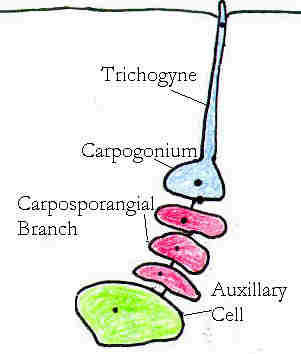 Trichogyne
Carpogonium
Carposporangial
Branch
Auxillary
Cell